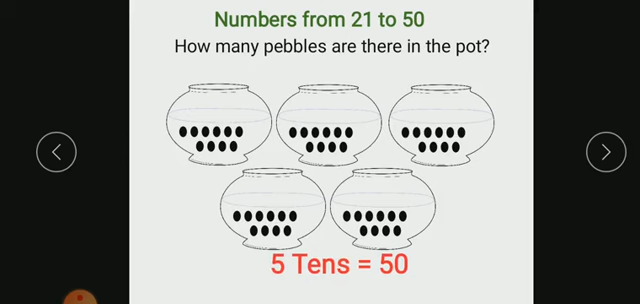 Numbers from 21 to 50
How many pebbles are there in the pot?
5 Tens = 50